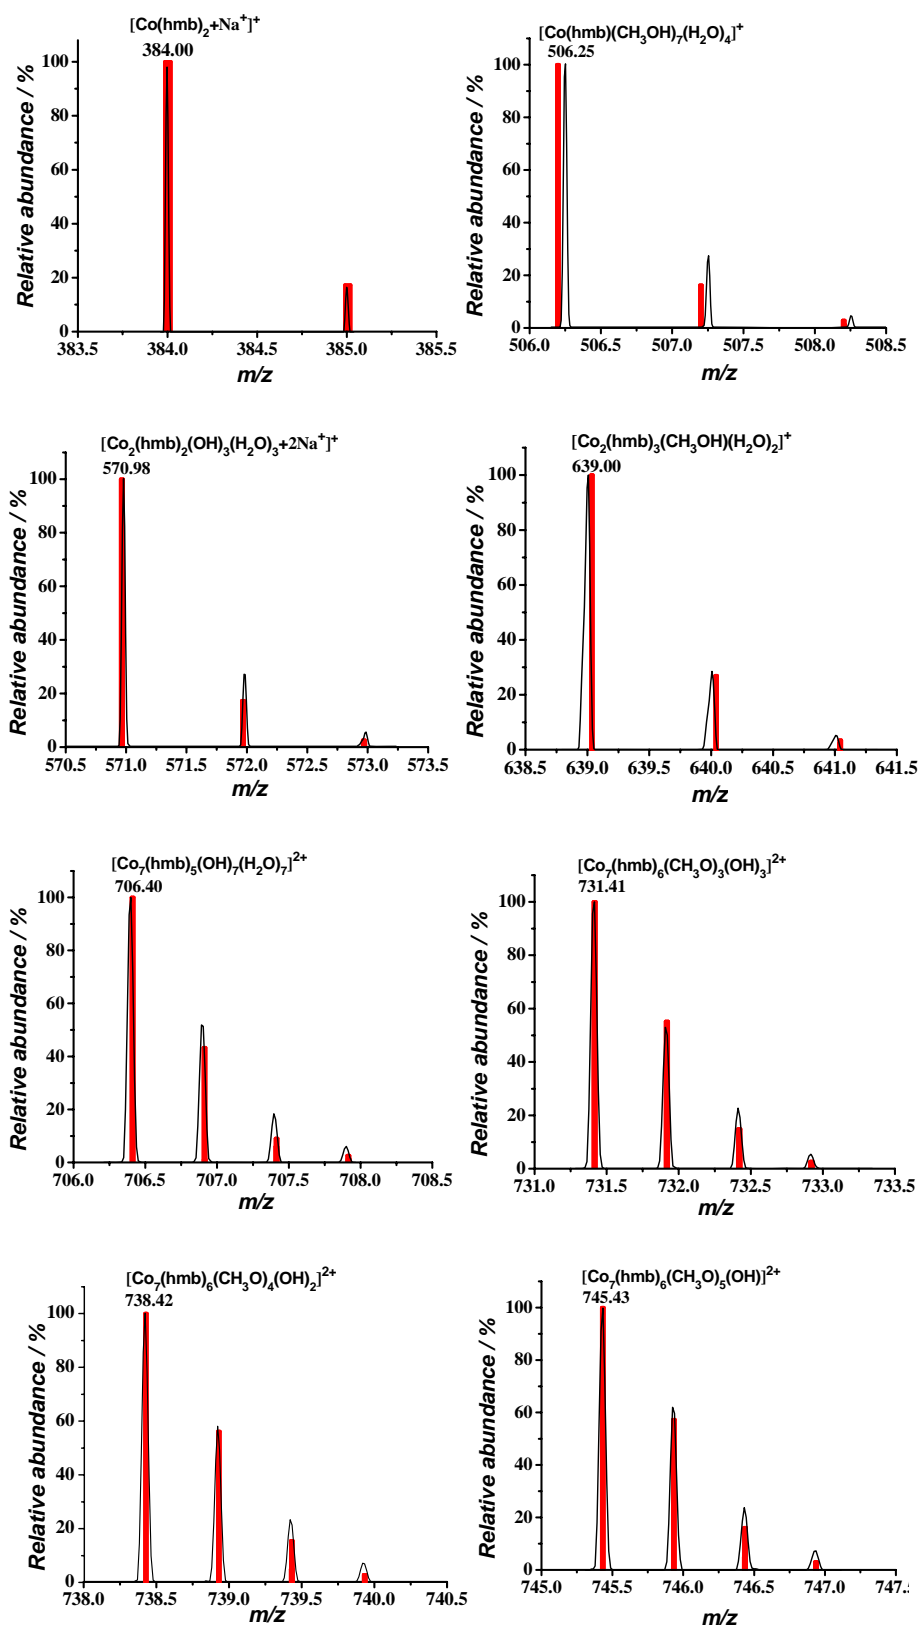 [Co(hmb)₂+Na⁺]⁺
384.00
100
80
60
40
20
0
383.5 384.0 384.5 385.0 385.5
Relative abundance / %
m/z
[Co(hmb)(CH₃OH)₇(H₂O)₄]⁺
506.25
100
80
60
40
20
0
506.0 506.5 507.0 507.5 508.0 508.5
Relative abundance / %
m/z
[Co₂(hmb)₂(OH)₃(H₂O)₃+2Na⁺]⁺
570.98
100
80
60
40
20
0
570.5 571.0 571.5 572.0 572.5 573.0 573.5
Relative abundance / %
m/z
[Co₂(hmb)₃(CH₃OH)(H₂O)₂]⁺
639.00
100
80
60
40
20
0
638.5 639.0 639.5 640.0 640.5 641.0 641.5
Relative abundance / %
m/z
[Co₇(hmb)₅(OH)₇(H₂O)₇]²⁺
706.40
100
80
60
40
20
0
706.0 706.5 707.0 707.5 708.0 708.5
Relative abundance / %
m/z
[Co₇(hmb)₆(CH₃O)₃(OH)₃]²⁺
731.41
100
80
60
40
20
0
731.0 731.5 732.0 732.5 733.0 733.5
Relative abundance / %
m/z
[Co₇(hmb)₆(CH₃O)₄(OH)₂]²⁺
738.42
100
80
60
40
20
0
738.0 738.5 739.0 739.5 740.0 740.5
Relative abundance / %
m/z
[Co₇(hmb)₆(CH₃O)₅(OH)]²⁺
745.43
100
80
60
40
20
0
745.0 745.5 746.0 746.5 747.0 747.5
Relative abundance / %
m/z